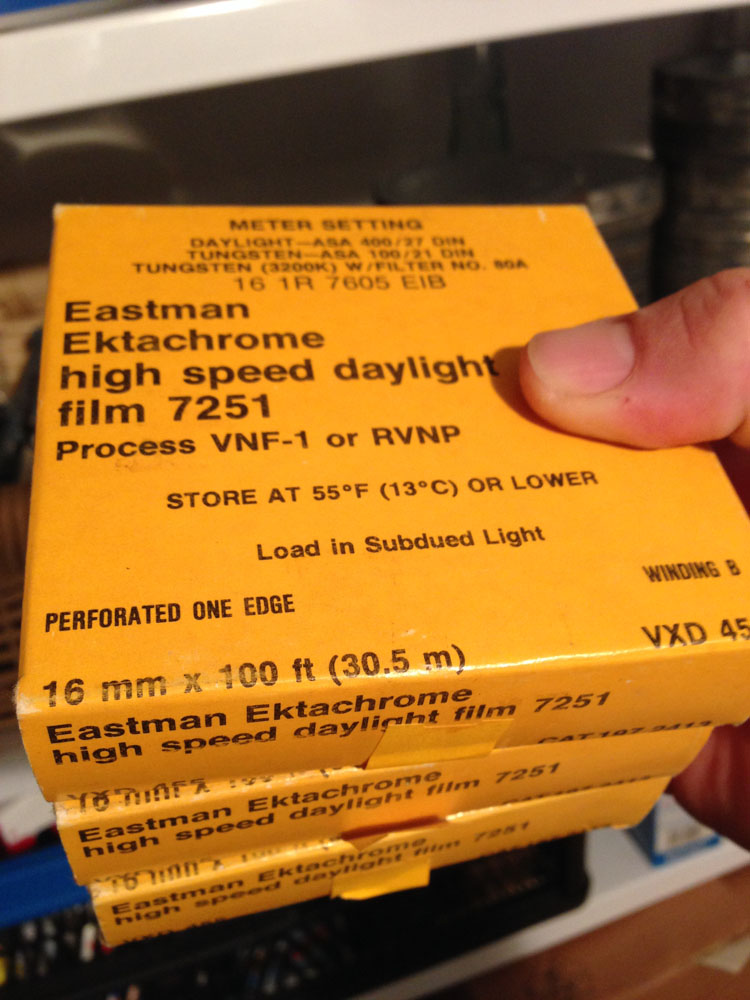 METER SETTING
DAYLIGHT—ASA 400/27 DIN
TUNGSTEN—ASA 100/21 DIN
TUNGSTEN (3200K) W/FILTER NO. 80A
16 1R 7605 EIB
Eastman
Ektachrome
high speed daylight
film 7251
Process VNF-1 or RVNP
STORE AT 55°F (13°C) OR LOWER
Load in Subdued Light
WINDING B
PERFORATED ONE EDGE
VXD 45
16 mm x 100 ft (30.5 m)
Eastman Ektachrome
high speed daylight film 7251
CAT 197 2413
Eastman Ektachrome
high speed daylight film 7251
Eastman Ektachrome
high speed daylight film 7251